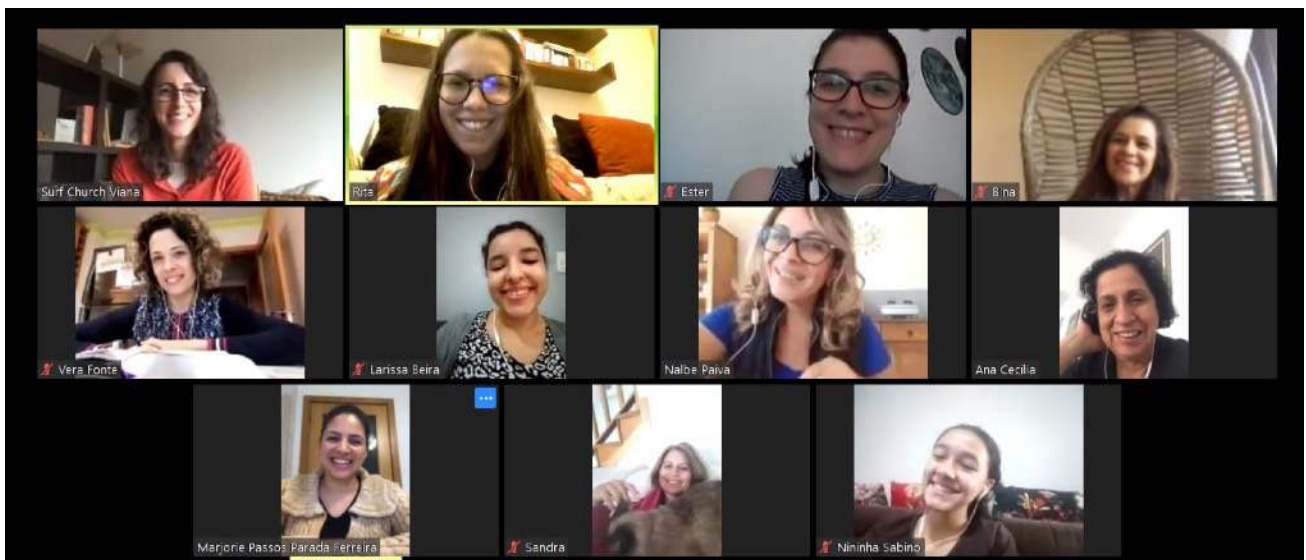 Surf Church Viana
Rita
Ester
Bina
Vera Fonte
Larissa Beira
Nalbe Paiva
Ana Cecilia
Marjorie Passos Parada Ferreira
Sandra
Nininha Sabino